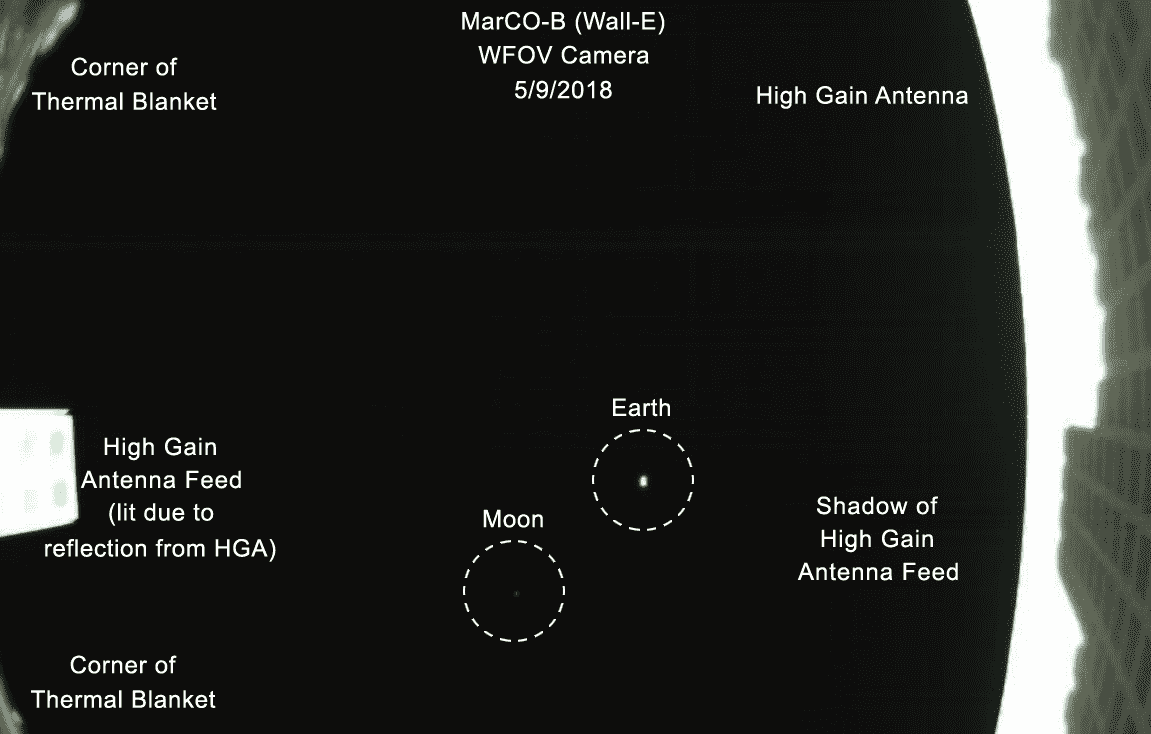 MarCO-B (Wall-E)
WFOV Camera
5/9/2018
Corner of
Thermal Blanket
High Gain Antenna
Earth
High Gain
Antenna Feed
(lit due to
reflection from HGA)
Moon
Shadow of
High Gain
Antenna Feed
Corner of
Thermal Blanket